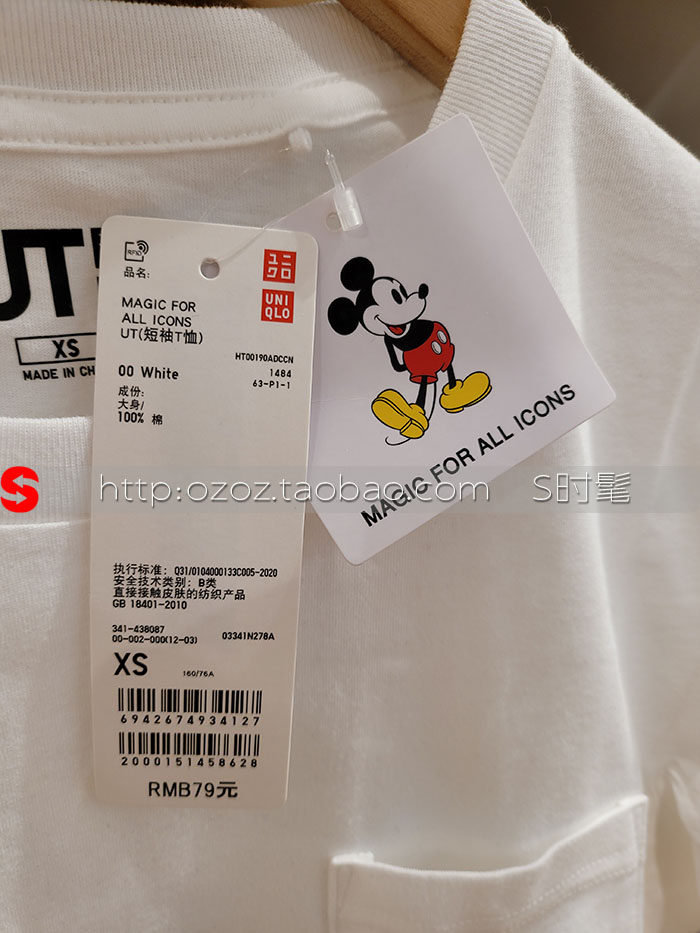 UT
XS
MADE IN CH
RFID
品名:
ユニ
クロ
UNI
QLO
MAGIC FOR
ALL ICONS
UT(短袖T恤)
HT00190ADCCN
00 White
1484
63-P1-1
成份:
大身/
100% 棉
MAGIC FOR ALL ICONS
S
http:ozoz.taobao.com
S时髦
执行标准: Q31/0104000133C005-2020
安全技术类别: B类
直接接触皮肤的纺织产品
GB 18401-2010
341-438087
00-002-000(12-03)
03341N278A
XS
160/76A
6942674934127
2000151458628
RMB79元